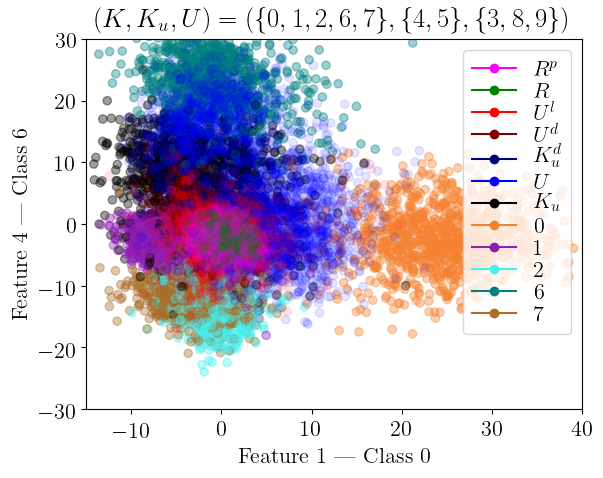 (K, K_u, U) = ({0, 1, 2, 6, 7}, {4, 5}, {3, 8, 9})
Feature 4 — Class 6
30
20
10
0
−10
−20
−30
−10
0
10
20
30
40
Feature 1 — Class 0
R^p
R
U^l
U^d
K_u^d
U
K_u
0
1
2
6
7